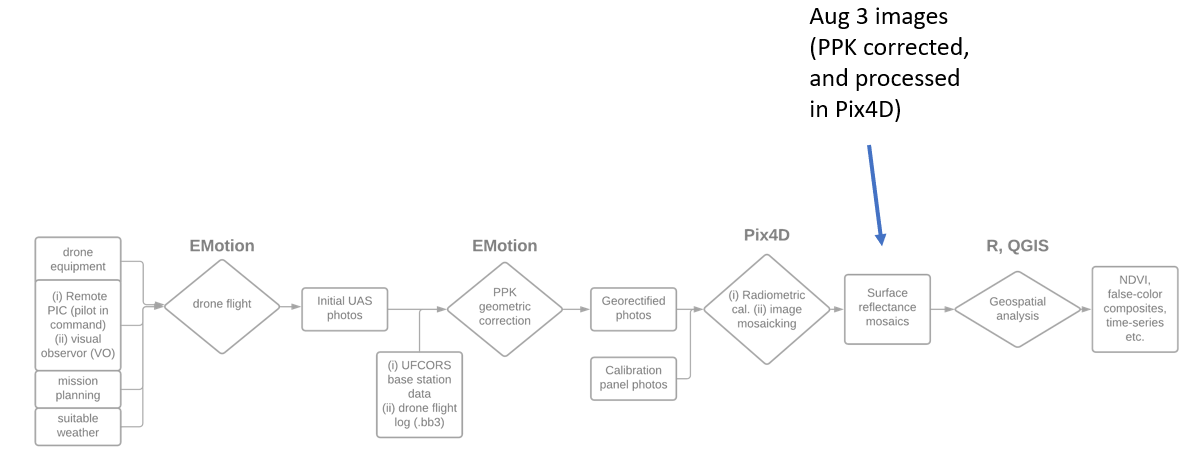 Aug 3 images
(PPK corrected,
and processed
in Pix4D)
EMotion
EMotion
Pix4D
R, QGIS
drone
equipment
(i) Remote
PIC (pilot in
command)
(ii) visual
observor (VO)
mission
planning
suitable
weather
drone flight
Initial UAS
photos
(i) UFCORS
base station
data
(ii) drone flight
log (.bb3)
PPK
geometric
correction
Georectified
photos
Calibration
panel photos
(i) Radiometric
cal. (ii) image
mosaicking
Surface
reflectance
mosaics
Geospatial
analysis
NDVI,
false-color
composites,
time-series
etc.